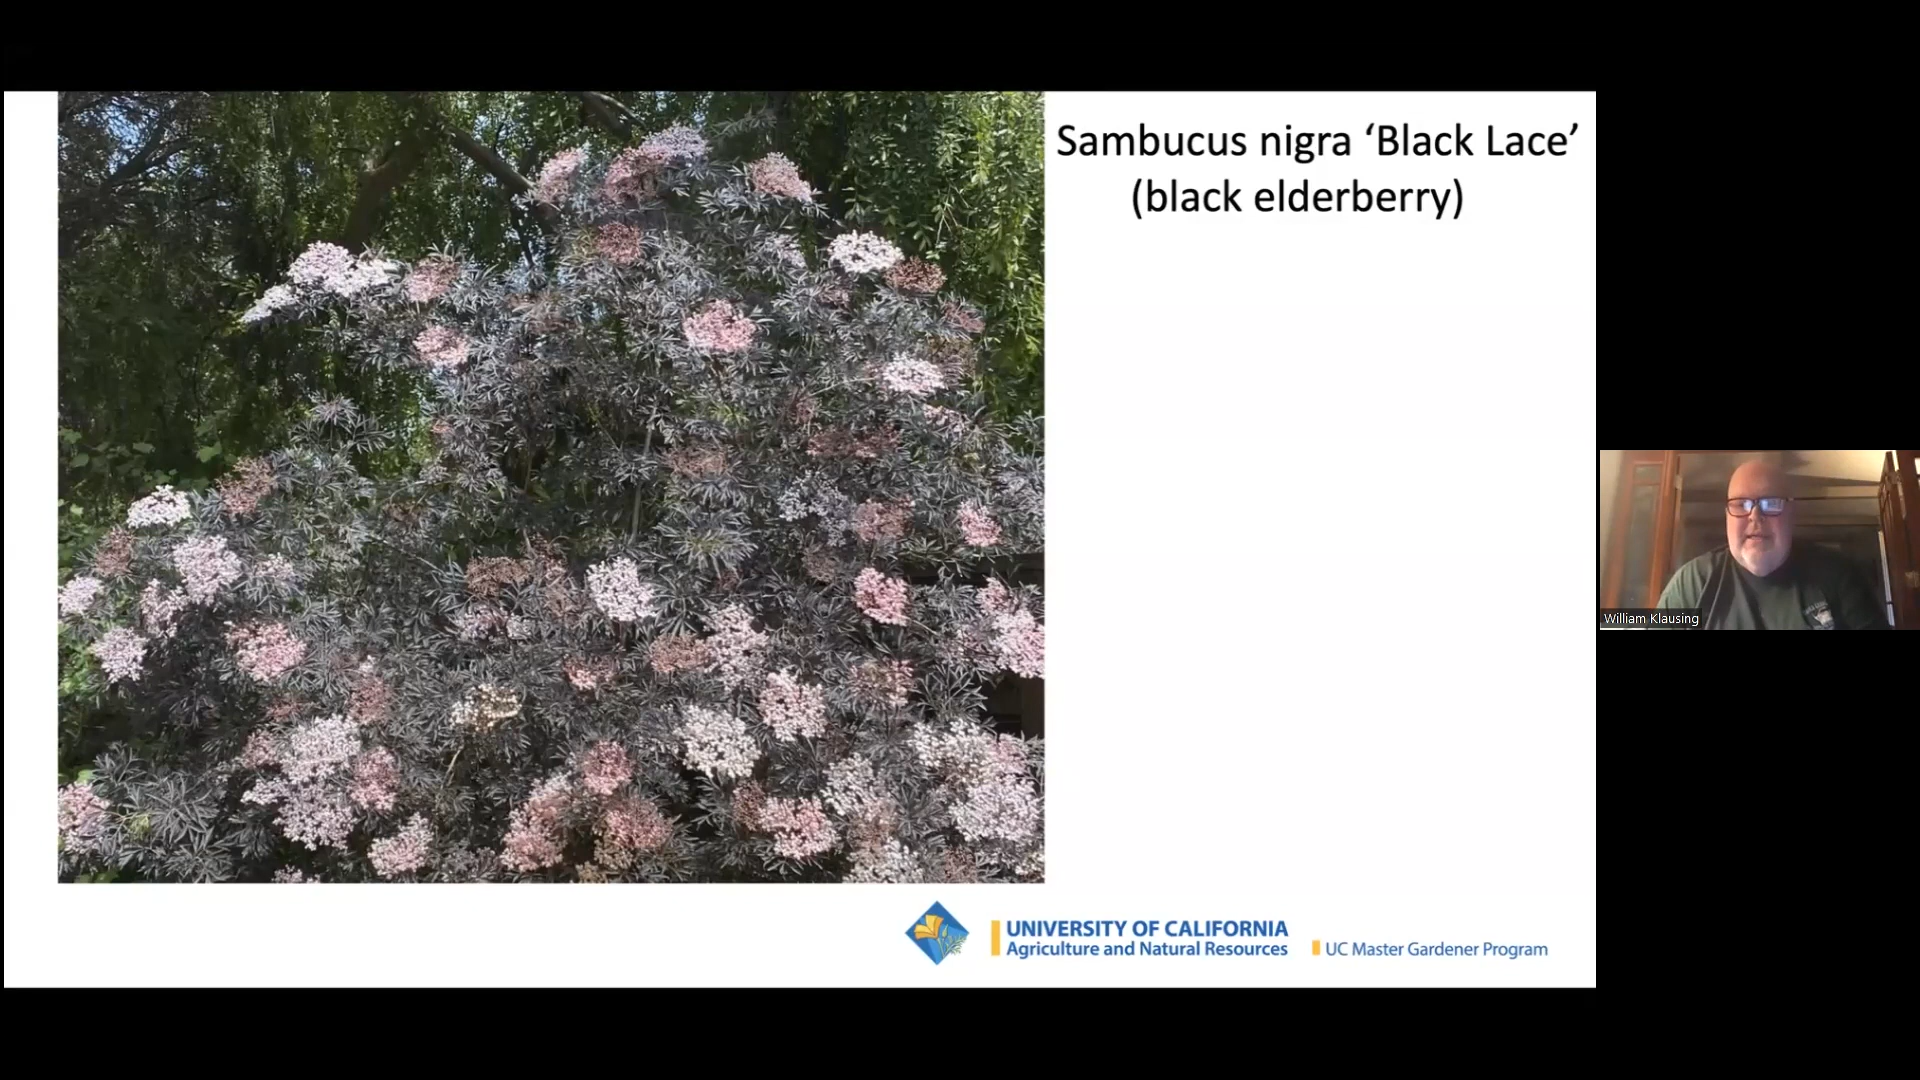 Sambucus nigra ‘Black Lace’
(black elderberry)
William Klausing
UNIVERSITY OF CALIFORNIA
Agriculture and Natural Resources
UC Master Gardener Program